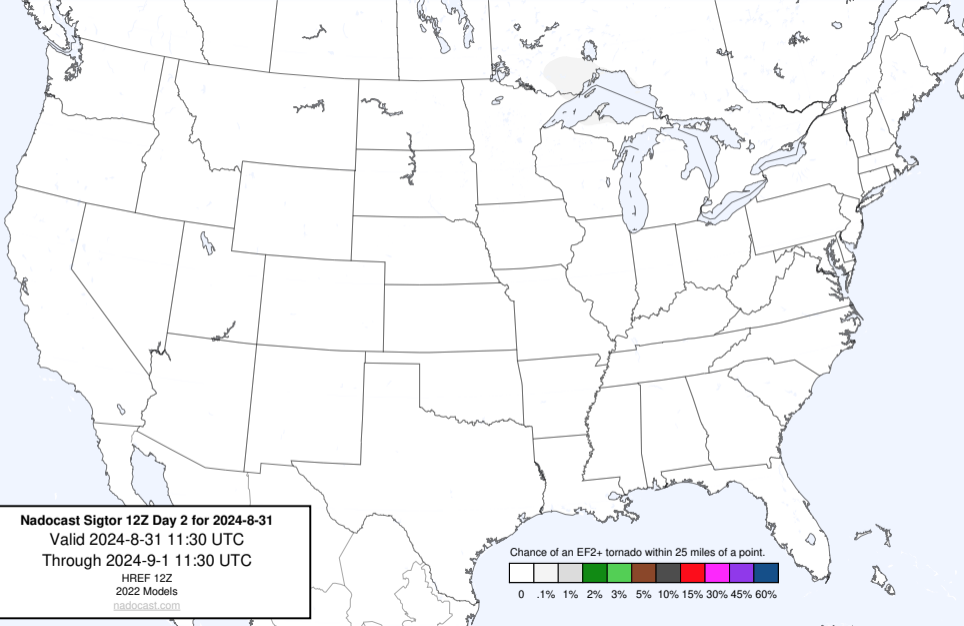 Nadocast Sigtor 12Z Day 2 for 2024-8-31
Valid 2024-8-31 11:30 UTC
Through 2024-9-1 11:30 UTC
HREF 12Z
2022 Models
nadocast.com
Chance of an EF2+ tornado within 25 miles of a point.
0 .1% 1% 2% 3% 5% 10% 15% 30% 45% 60%